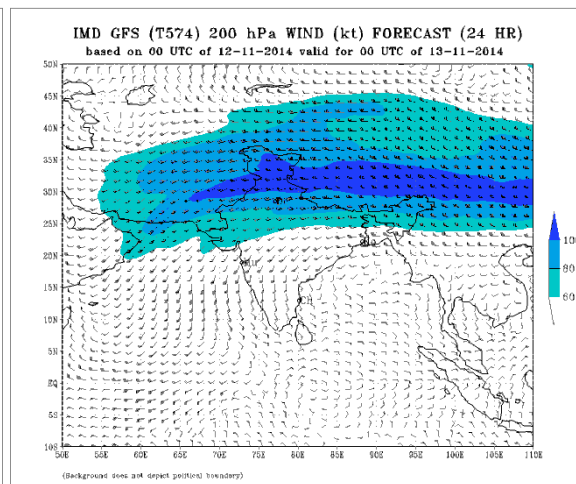 IMD GFS (T574) 200 hPa WIND (kt) FORECAST (24 HR)
based on 00 UTC of 12-11-2014 valid for 00 UTC of 13-11-2014
50N
45N
40N
35N
30N
25N
20N
15N
10N
5N
EQ
5S
10S
50E 55E 60E 65E 70E 75E 80E 85E 90E 95E 100E 105E 110E
80
60
(Background does not depict political boundary)